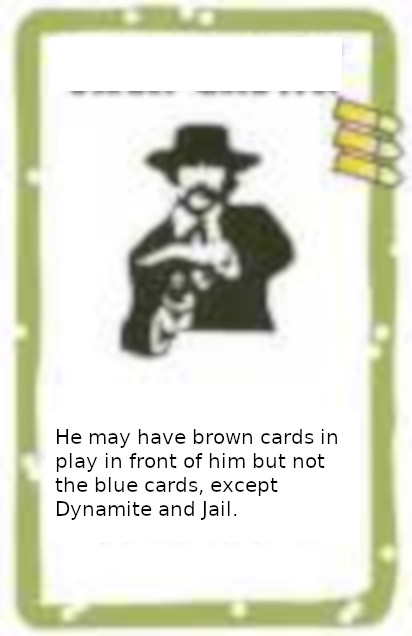 He may have brown cards in
play in front of him but not
the blue cards, except
Dynamite and Jail.